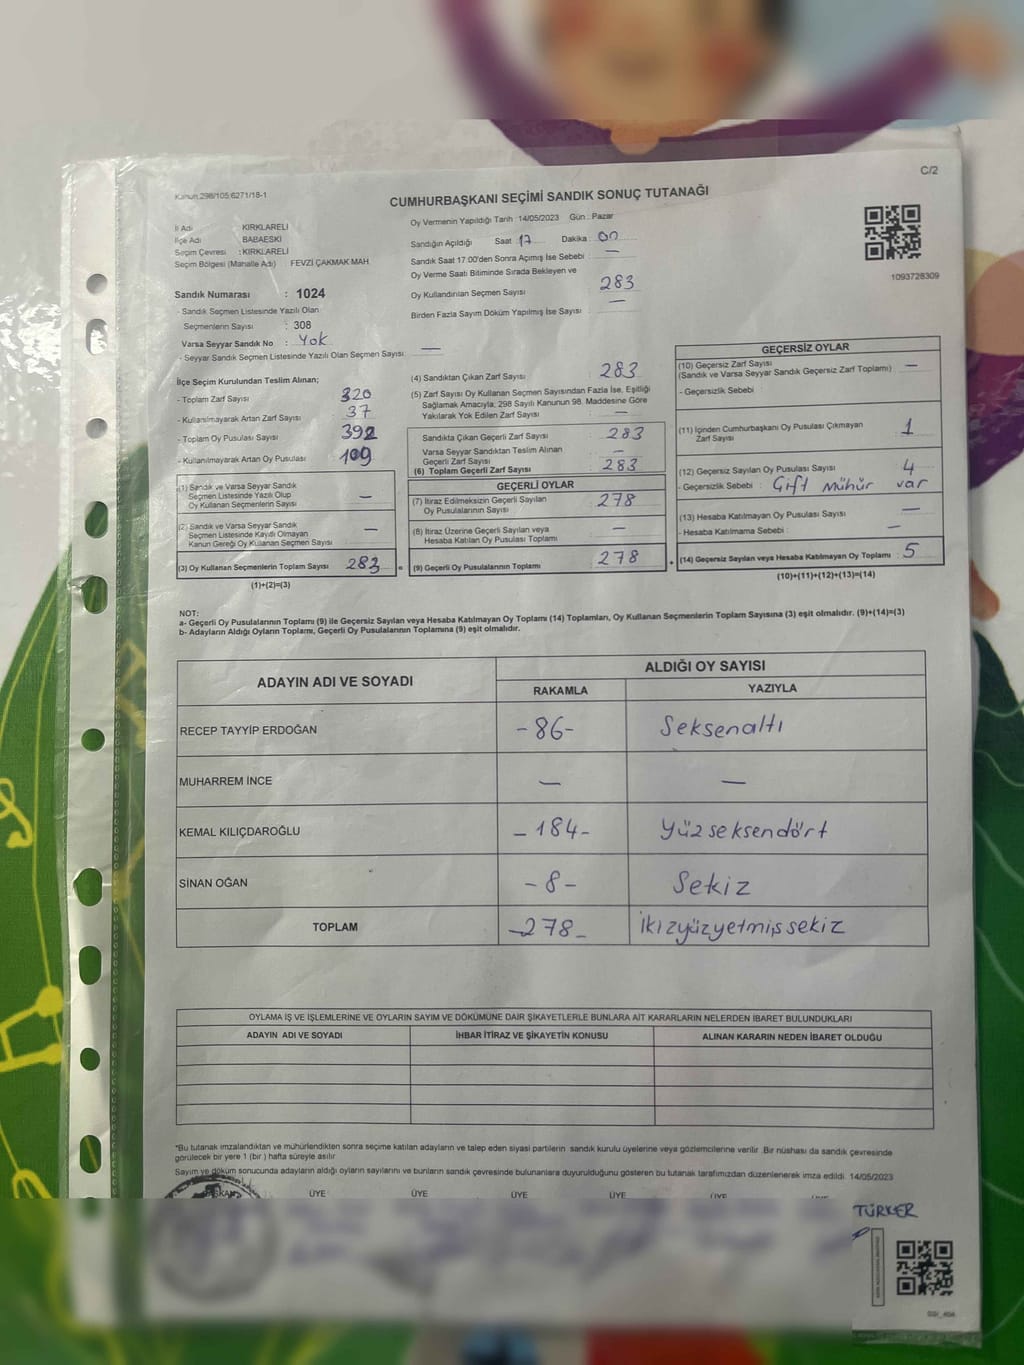 C/2
Kanun 298/105 6271/18-1
CUMHURBAŞKANI SEÇİMİ SANDIK SONUÇ TUTANAĞI
İl Adı KIRKLARELİ
İlçe Adı BABAESKİ
Seçim Çevresi : KIRKLARELİ
Seçim Bölgesi (Mahalle Adı) FEVZİ ÇAKMAK MAH.
Sandık Numarası : 1024
- Sandık Seçmen Listesinde Yazılı Olan
Seçmenlerin Sayısı : 308
Varsa Seyyar Sandık No : Yok
- Seyyar Sandık Seçmen Listesinde Yazılı Olan Seçmen Sayısı: —
Oy Vermenin Yapıldığı Tarih : 14/05/2023 Gün : Pazar
Sandığın Açıldığı Saat 17 Dakika 00
Sandık Saat 17.00'den Sonra Açımış İse Sebebi : —
Oy Verme Saati Bitiminde Sırada Bekleyen ve
Oy Kullandırılan Seçmen Sayısı : 283
Birden Fazla Sayım Döküm Yapılmış İse Sayısı : —
1093728309
İlçe Seçim Kurulundan Teslim Alınan;
- Toplam Zarf Sayısı 320
- Kullanılmayarak Artan Zarf Sayısı : 37
- Toplam Oy Pusulası Sayısı 392
- Kullanılmayarak Artan Oy Pusulası 109
(1) Sandık ve Varsa Seyyar Sandık
Seçmen Listesinde Yazılı Olup
Oy Kullanan Seçmenlerin Sayısı : —
(2) Sandık ve Varsa Seyyar Sandık
Seçmen Listesinde Kayıtlı Olmayan
Kanun Gereği Oy Kullanan Seçmen Sayısı : —
(3) Oy Kullanan Seçmenlerin Toplam Sayısı : 283
(1)+(2)=(3)
(4) Sandıktan Çıkan Zarf Sayısı : 283
(5) Zarf Sayısı Oy Kullanan Seçmen Sayısından Fazla İse, Eşitliği
Sağlamak Amacıyla; 298 Sayılı Kanunun 98. Maddesine Göre
Yakılarak Yok Edilen Zarf Sayısı : —
Sandıkta Çıkan Geçerli Zarf Sayısı : 283
Varsa Seyyar Sandıktan Teslim Alınan
Geçerli Zarf Sayısı : —
(6) Toplam Geçerli Zarf Sayısı : 283
GEÇERLİ OYLAR
(7) İtiraz Edilmeksizin Geçerli Sayılan
Oy Pusulalarının Sayısı : 278
(8) İtiraz Üzerine Geçerli Sayılan veya
Hesaba Katılan Oy Pusulası Toplamı : —
= (9) Geçerli Oy Pusulalarının Toplamı : 278
GEÇERSİZ OYLAR
(10) Geçersiz Zarf Sayısı
(Sandık ve Varsa Seyyar Sandık Geçersiz Zarf Toplamı) : —
- Geçersizlik Sebebi :
(11) İçinden Cumhurbaşkanı Oy Pusulası Çıkmayan
Zarf Sayısı : 1
(12) Geçersiz Sayılan Oy Pusulası Sayısı : 4
- Geçersizlik Sebebi : Çift mühür var
(13) Hesaba Katılmayan Oy Pusulası Sayısı : —
- Hesaba Katılmama Sebebi : —
+ (14) Geçersiz Sayılan veya Hesaba Katılmayan Oy Toplamı : 5
(10)+(11)+(12)+(13)=(14)
NOT:
a- Geçerli Oy Pusulalarının Toplamı (9) ile Geçersiz Sayılan veya Hesaba Katılmayan Oy Toplamı (14) Toplamları, Oy Kullanan Seçmenlerin Toplam Sayısına (3) eşit olmalıdır. (9)+(14)=(3)
b- Adayların Aldığı Oyların Toplamı, Geçerli Oy Pusulalarının Toplamına (9) eşit olmalıdır.
ADAYIN ADI VE SOYADI
ALDIĞI OY SAYISI
RAKAMLA YAZIYLA
RECEP TAYYİP ERDOĞAN -86- Seksenaltı
MUHARREM İNCE — —
KEMAL KILIÇDAROĞLU -184- Yüzseksendört
SİNAN OĞAN -8- Sekiz
TOPLAM -278- İkizyüzyetmişsekiz
OYLAMA İŞ VE İŞLEMLERİNE VE OYLARIN SAYIM VE DÖKÜMÜNE DAİR ŞİKAYETLERLE BUNLARA AİT KARARLARIN NELERDEN İBARET BULUNDUKLARI
ADAYIN ADI VE SOYADI İHBAR İTİRAZ VE ŞİKAYETİN KONUSU ALINAN KARARIN NEDEN İBARET OLDUĞU
*Bu tutanak imzalandıktan ve mühürlendikten sonra seçime katılan adayların ve talep eden siyasi partilerin sandık kurulu üyelerine veya gözlemcilerine verilir. Bir nüshası da sandık çevresinde
görülecek bir yere 1 (bir) hafta süreyle asılır
Sayım ve döküm sonucunda adayların aldığı oyların sayılarını ve bunların sandık çevresinde bulunanlara duyurulduğunu gösteren bu tutanak tarafımızdan düzenlenerek imza edildi. 14/05/2023
BAŞKAN ÜYE ÜYE ÜYE ÜYE ÜYE ÜYE
TÜRKER